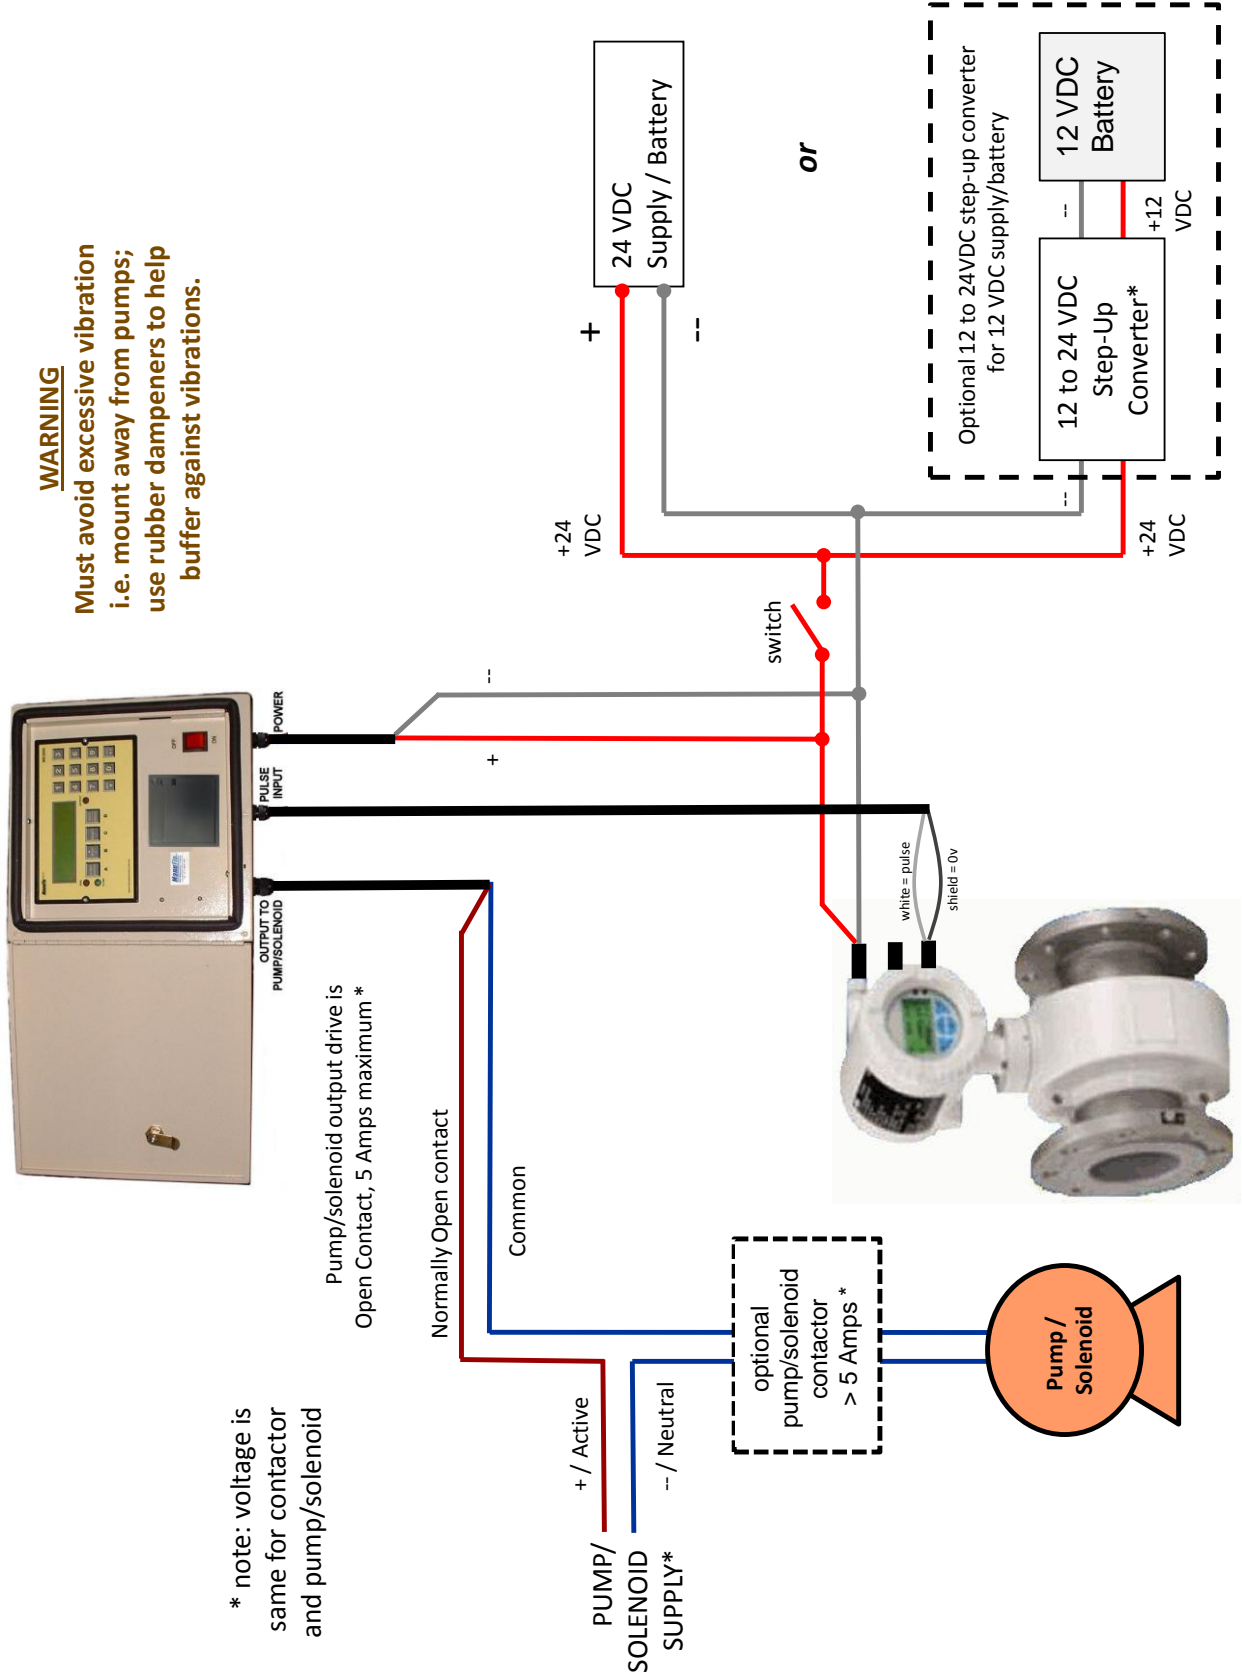 WARNING
Must avoid excessive vibration
i.e. mount away from pumps;
use rubber dampeners to help
buffer against vibrations.
* note: voltage is
same for contactor
and pump/solenoid
OUTPUT TO
PUMP/SOLENOID
PULSE
INPUT
POWER
OFF
ON
Pump/solenoid output drive is
Open Contact, 5 Amps maximum *
Normally Open contact
Common
+
--
switch
+24
VDC
+
--
24 VDC
Supply / Battery
or
Optional 12 to 24VDC step-up converter
for 12 VDC supply/battery
12 to 24 VDC
Step-Up
Converter*
12 VDC
Battery
--
+12
VDC
--
+24
VDC
white = pulse
shield = 0v
+ / Active
-- / Neutral
PUMP/
SOLENOID
SUPPLY*
optional
pump/solenoid
contactor
> 5 Amps *
Pump /
Solenoid